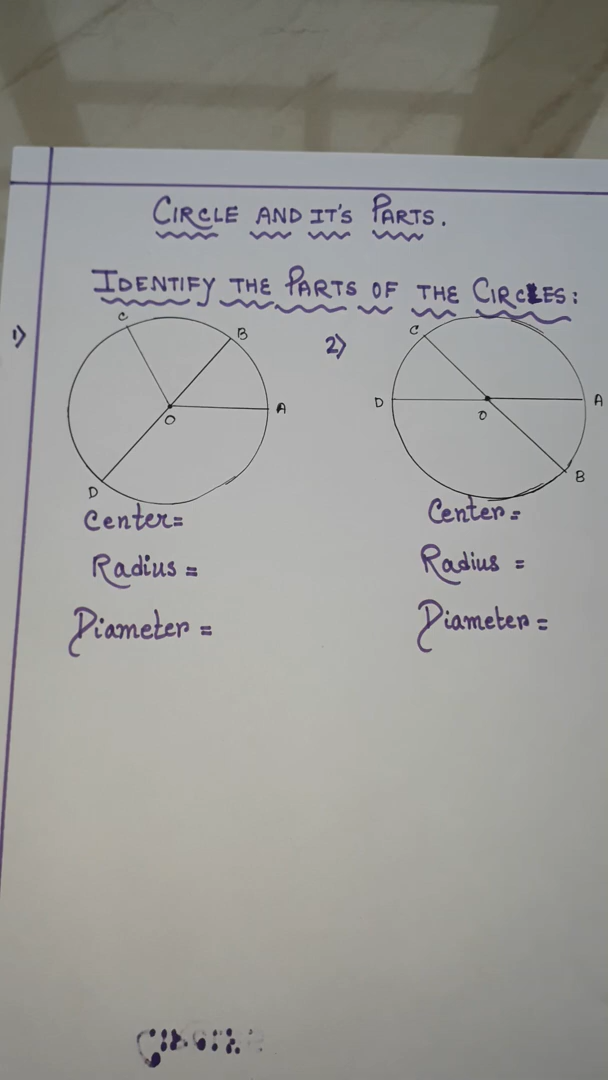 CIRCLE AND IT'S PARTS.
IDENTIFY THE PARTS OF THE CIRCLES:
1)
C
B
A
O
D
Center=
Radius =
Diameter =
2)
C
D
A
O
B
Center=
Radius =
Diameter =